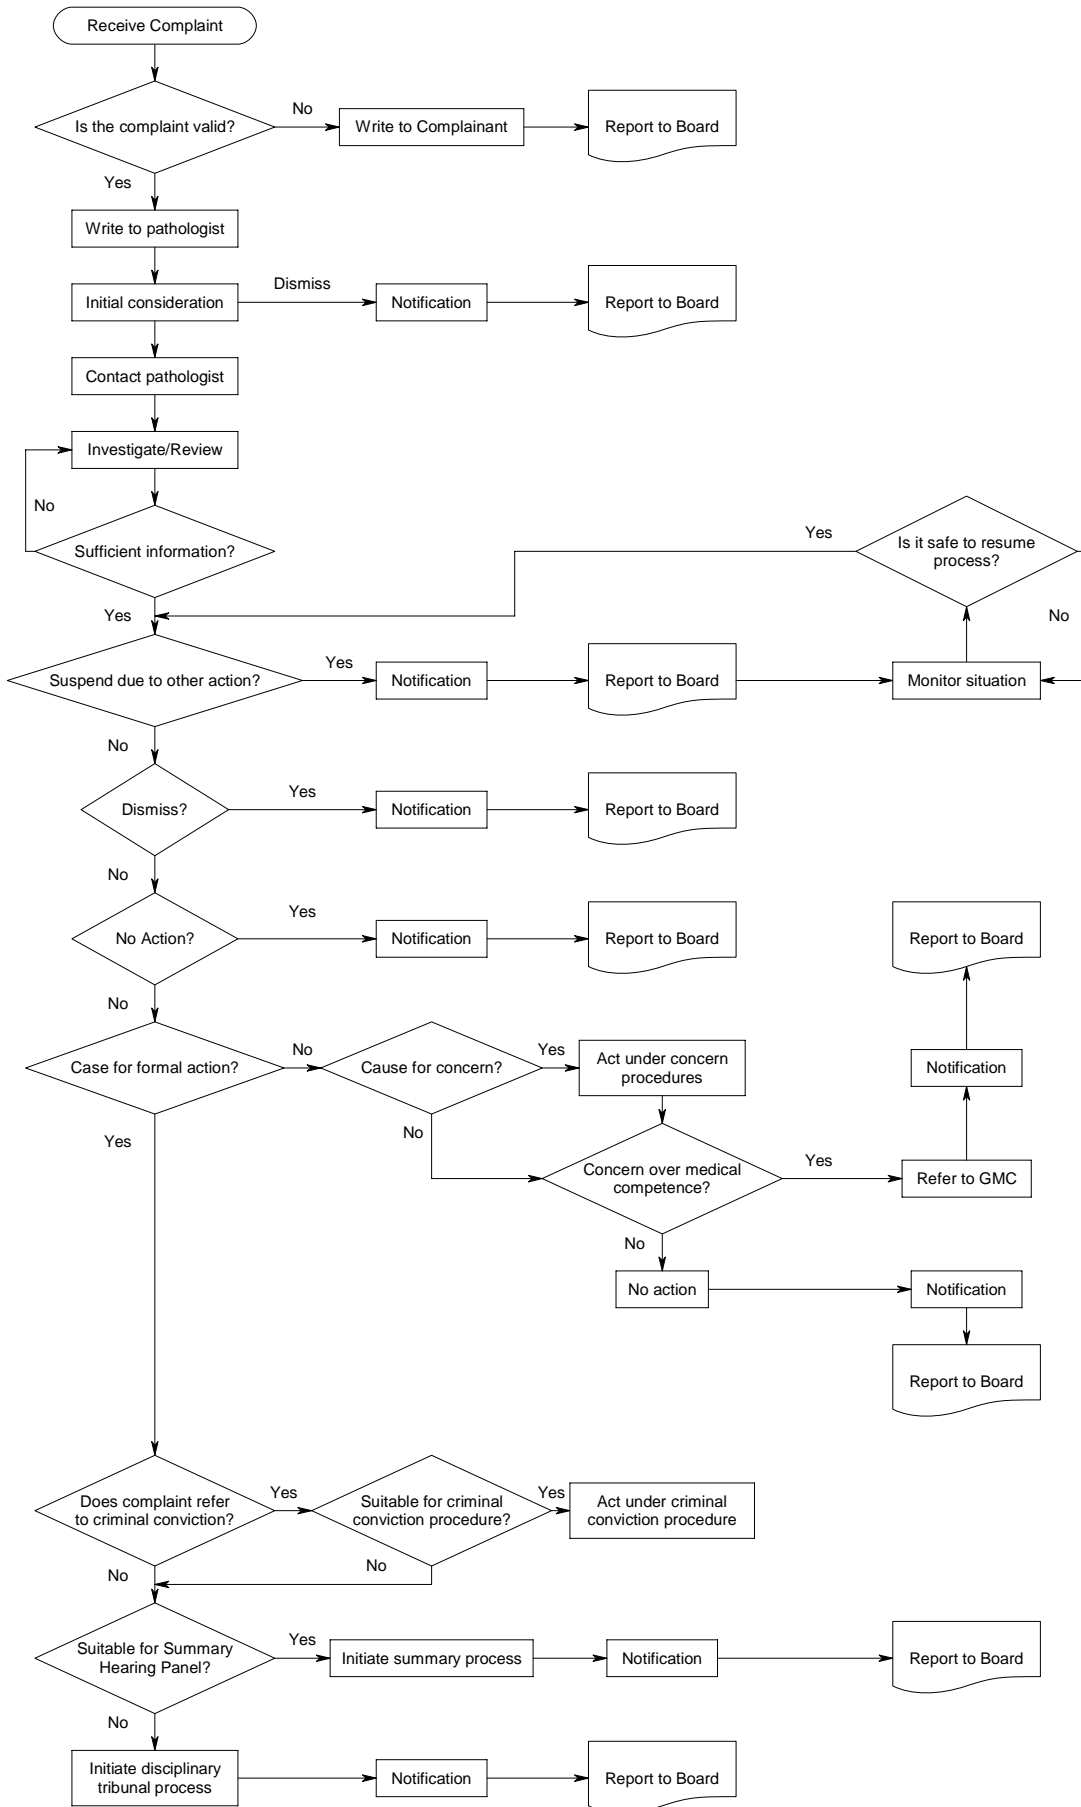 Receive Complaint
Is the complaint valid?
No
Write to Complainant
Report to Board
Yes
Write to pathologist
Initial consideration
Dismiss
Notification
Report to Board
Contact pathologist
Investigate/Review
No
Sufficient information?
Yes
Is it safe to resume
process?
No
Yes
Suspend due to other action?
Yes
Notification
Report to Board
Monitor situation
No
Dismiss?
Yes
Notification
Report to Board
No
No Action?
Yes
Notification
Report to Board
Report to Board
No
Case for formal action?
No
Cause for concern?
Yes
Act under concern
procedures
Notification
Yes
No
Concern over medical
competence?
Yes
Refer to GMC
No
No action
Notification
Report to Board
Does complaint refer
to criminal conviction?
Yes
Suitable for criminal
conviction procedure?
Yes
Act under criminal
conviction procedure
No
No
Suitable for Summary
Hearing Panel?
Yes
Initiate summary process
Notification
Report to Board
No
Initiate disciplinary
tribunal process
Notification
Report to Board